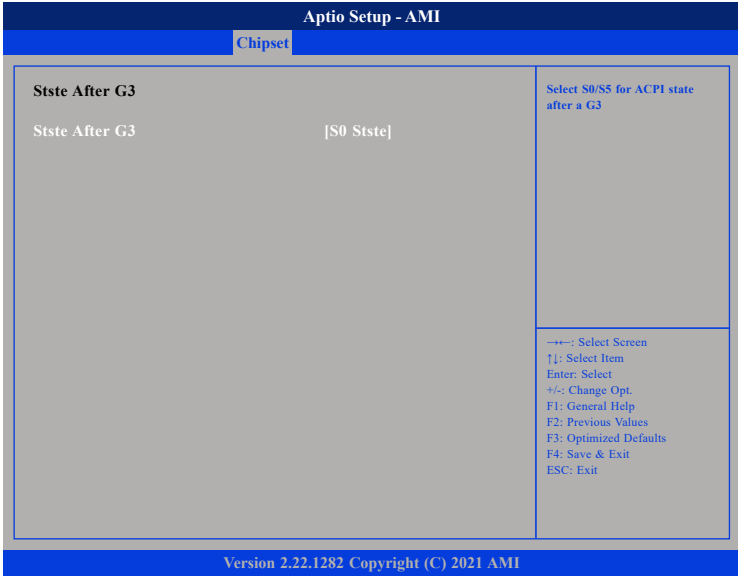 Aptio Setup - AMI
Chipset
Stste After G3
Stste After G3 [S0 Stste]
Select S0/S5 for ACPI state
after a G3
→←: Select Screen
↑↓: Select Item
Enter: Select
+/-: Change Opt.
F1: General Help
F2: Previous Values
F3: Optimized Defaults
F4: Save & Exit
ESC: Exit
Version 2.22.1282 Copyright (C) 2021 AMI